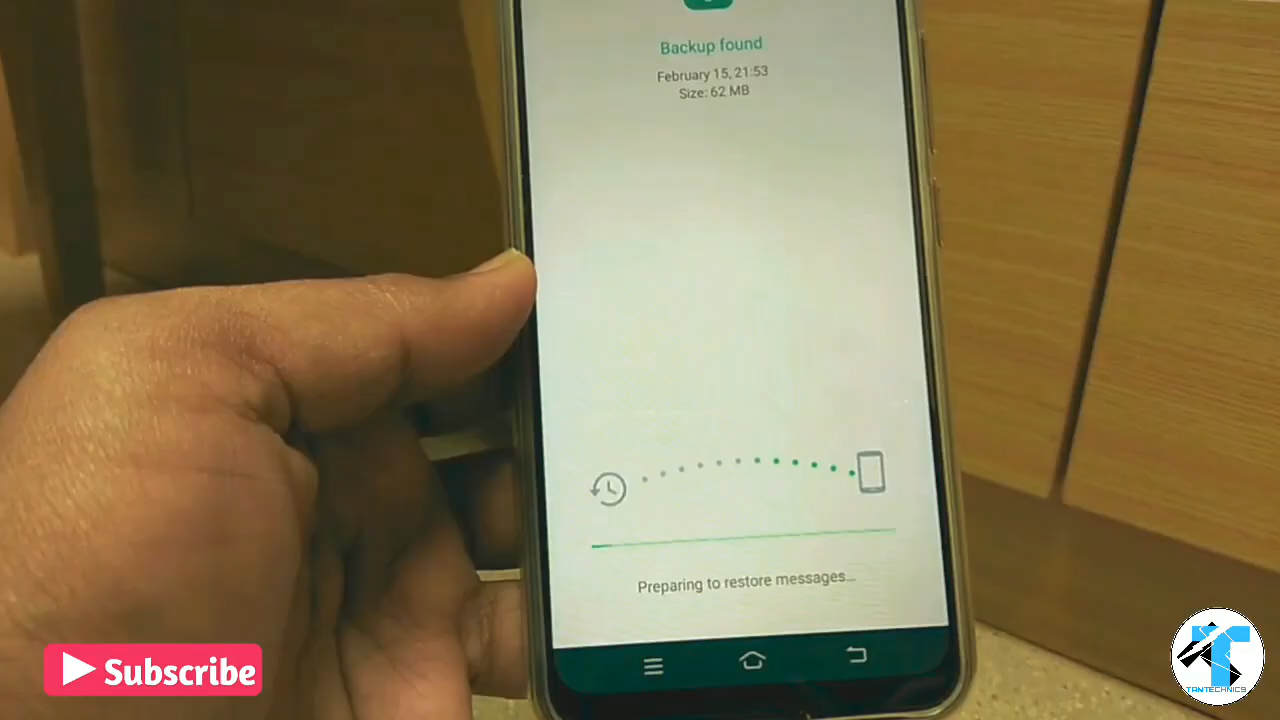 Backup found
February 15, 21:53
Size: 62 MB
Preparing to restore messages...
Subscribe
TANTECHNICS